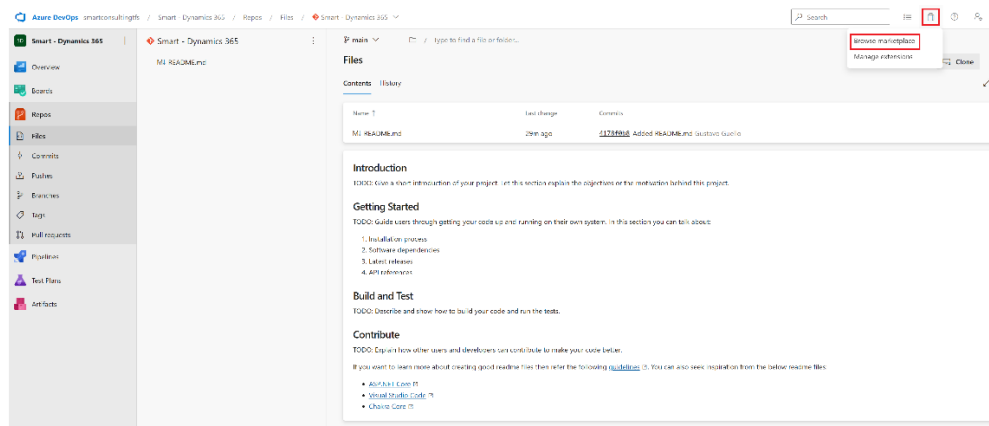 Azure DevOps smartconsultingtfs / Smart - Dynamics 365 / Repos / Files / Smart - Dynamics 365
Search
Smart - Dynamics 365
Overview
Boards
Repos
Files
Commits
Pushes
Branches
Tags
Pull requests
Pipelines
Test Plans
Artifacts
Smart - Dynamics 365
README.md
main / Type to find a file or folder...
Browse marketplace
Manage extensions
Files
Clone
Contents History
Name ↑ Last change Commits
README.md 29m ago Added README.md Gustavo Guello
Introduction
TODO: Give a short introduction of your project. Let this section explain the objectives or the motivation behind this project.
Getting Started
TODO: Guide users through getting your code up and running on their own system. In this section you can talk about:
1. Installation process
2. Software dependencies
3. Latest releases
4. API references
Build and Test
TODO: Describe and show how to build your code and run the tests.
Contribute
TODO: Explain how other users and developers can contribute to make your code better.
If you want to learn more about creating good readme files then refer the following guidelines. You can also seek inspiration from the below readme files:
• ASP.NET Core
• Visual Studio Code
• Chakra Core